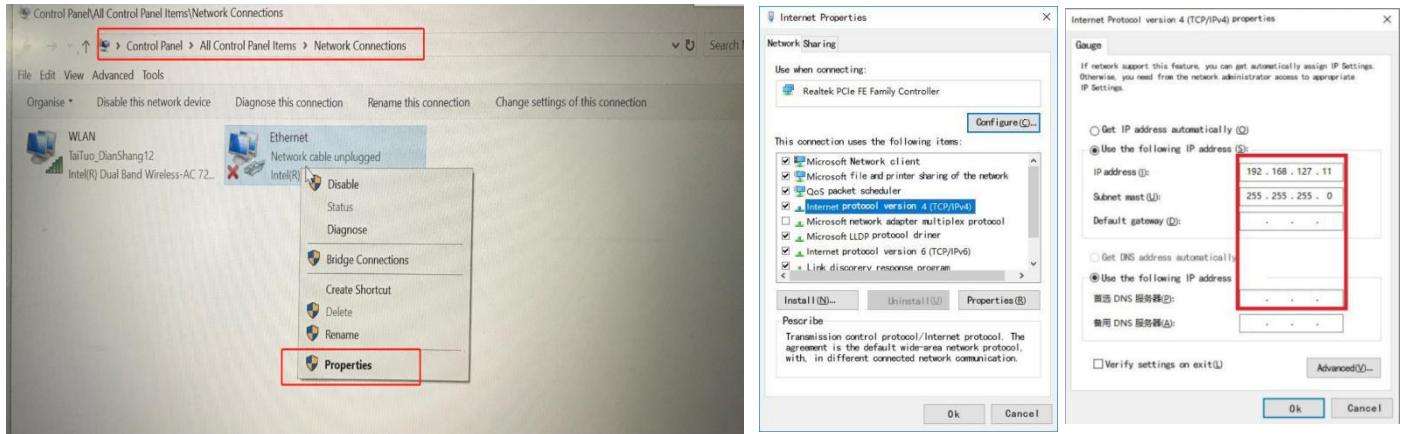 Control Panel\All Control Panel Items\Network Connections
Control Panel > All Control Panel Items > Network Connections
Search
File Edit View Advanced Tools
Organise Disable this network device Diagnose this connection Rename this connection Change settings of this connection
WLAN
TaiTuo_DianShang12
Intel(R) Dual Band Wireless-AC 72...
Ethernet
Network cable unplugged
Intel(R)
Disable
Status
Diagnose
Bridge Connections
Create Shortcut
Delete
Rename
Properties
Internet Properties
Network Sharing
Use when connecting:
Realtek PCIe FE Family Controller
Configure(C)...
This connection uses the following items:
Microsoft Network client
Microsoft file and printer sharing of the network
QoS packet scheduler
Internet protocol version 4 (TCP/IPv4)
Microsoft network adapter multiplex protocol
Microsoft LLDP protocol driner
Internet protocol version 6 (TCP/IPv6)
Link discorery response program
Install(N)... Uninstall(U) Properties(R)
Pescribe
Transmission control protocol/Internet protocol. The
agreement is the default wide-area network protocol,
with, in different connected network communication.
Ok Cancel
Internet Protocol version 4 (TCP/IPv4) properties
Gauge
If network support this feature, you can get automatically assign IP Settings.
Otherwise, you need from the network administrator access to appropriate
IP Settings.
Get IP address automatically (O)
Use the following IP address (S):
IP address (I): 192 . 168 . 127 . 11
Subnet mast (U): 255 . 255 . 255 . 0
Default gateway (D): . . .
Get DNS address automatically
Use the following IP address
首选 DNS 服务器(P): . . .
备用 DNS 服务器(A): . . .
Verify settings on exit(L)
Advanced(V)...
Ok Cancel